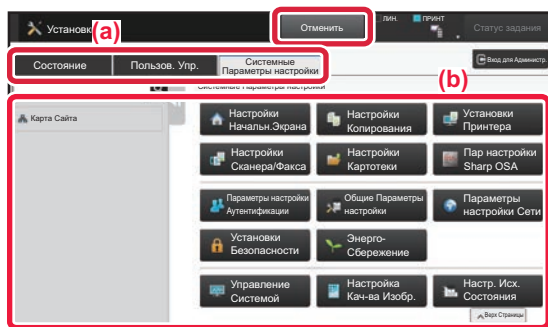 Установк
(a)
Отменить
ЛИН.
ПРИНТ
Статус задания
Состояние
Пользов. Упр.
Системные
Параметры настройки
Вход для Администр.
(b)
Системные Параметры настройки
Карта Сайта
Настройки
Начальн.Экрана
Настройки
Копирования
Установки
Принтера
Настройки
Сканера/Факса
Настройки
Картотеки
Пар настройки
Sharp OSA
Параметры настройки
Аутентификации
Общие Параметры
настройки
Параметры
настройки Сети
Установки
Безопасности
Энерго-
Сбережение
Управление
Системой
Настройка
Кач-ва Изобр.
Настр. Исх.
Состояния
Верх Страницы